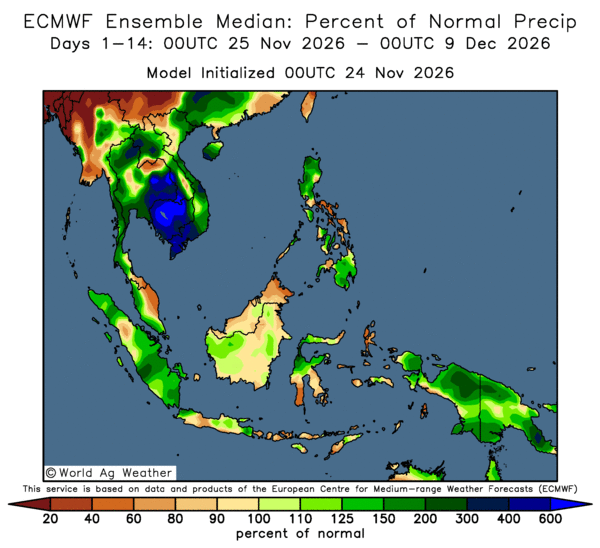 ECMWF Ensemble Median: Percent of Normal Precip
Days 1−14: 00UTC 25 Nov 2026 − 00UTC 9 Dec 2026
Model Initialized 00UTC 24 Nov 2026
© World Ag Weather
This service is based on data and products of the European Centre for Medium-range Weather Forecasts (ECMWF)
20 40 60 80 90 100 110 125 150 200 300 400 600
percent of normal